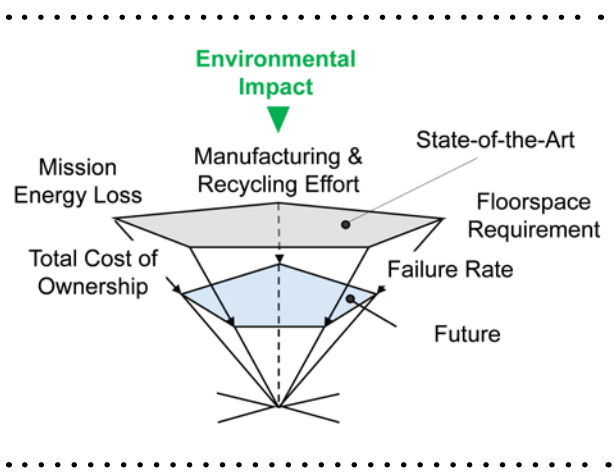 Environmental
Impact
Manufacturing &
Recycling Effort
State-of-the-Art
Mission
Energy Loss
Floorspace
Requirement
Total Cost of
Ownership
Failure Rate
Future